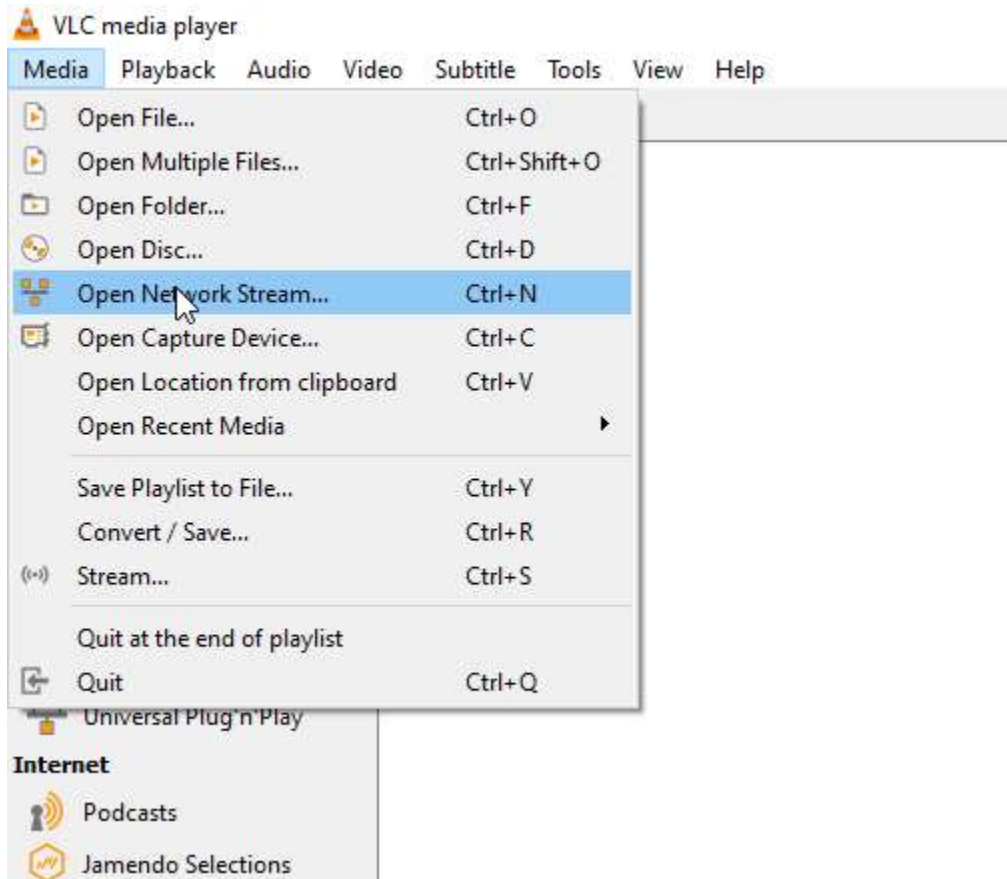 VLC media player
Media Playback Audio Video Subtitle Tools View Help
Open File... Ctrl+O
Open Multiple Files... Ctrl+Shift+O
Open Folder... Ctrl+F
Open Disc... Ctrl+D
Open Network Stream... Ctrl+N
Open Capture Device... Ctrl+C
Open Location from clipboard Ctrl+V
Open Recent Media
Save Playlist to File... Ctrl+Y
Convert / Save... Ctrl+R
Stream... Ctrl+S
Quit at the end of playlist
Quit Ctrl+Q
Universal Plug'n'Play
Internet
Podcasts
Jamendo Selections